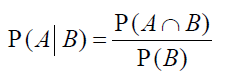 P(A|B) = P(A ∩ B) / P(B)